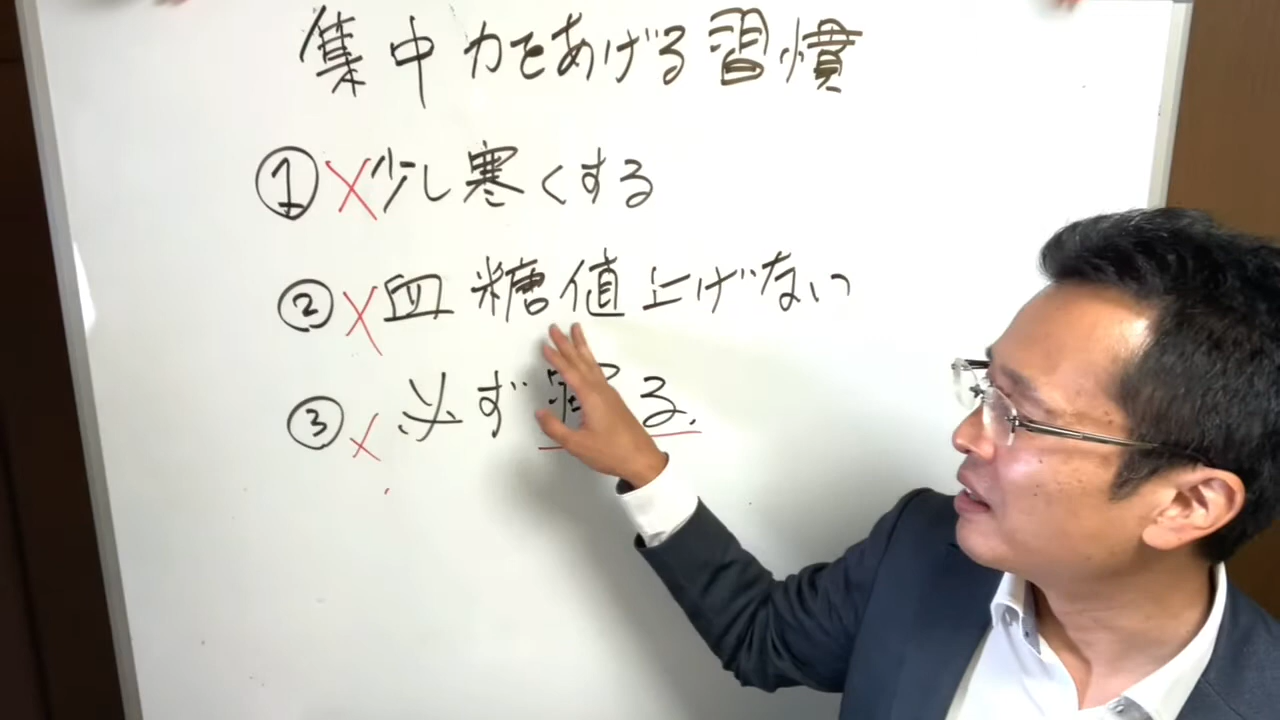 集中力をあげる習慣
① X 少し寒くする
② X 血糖値上げない
③ X 必ず る.